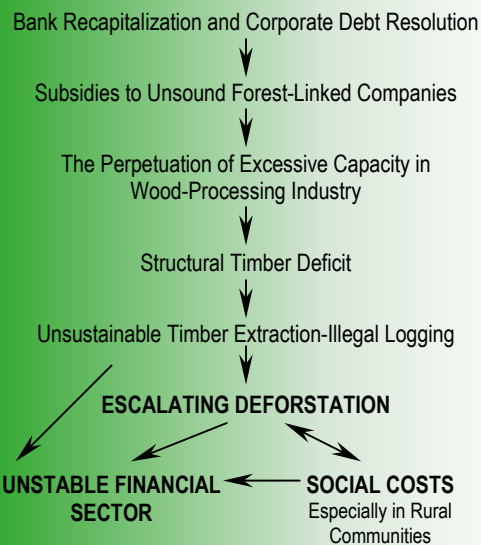 Bank Recapitalization and Corporate Debt Resolution
Subsidies to Unsound Forest-Linked Companies
The Perpetuation of Excessive Capacity in
Wood-Processing Industry
Structural Timber Deficit
Unsustainable Timber Extraction-Illegal Logging
ESCALATING DEFORSTATION
UNSTABLE FINANCIAL
SECTOR
SOCIAL COSTS
Especially in Rural
Communities